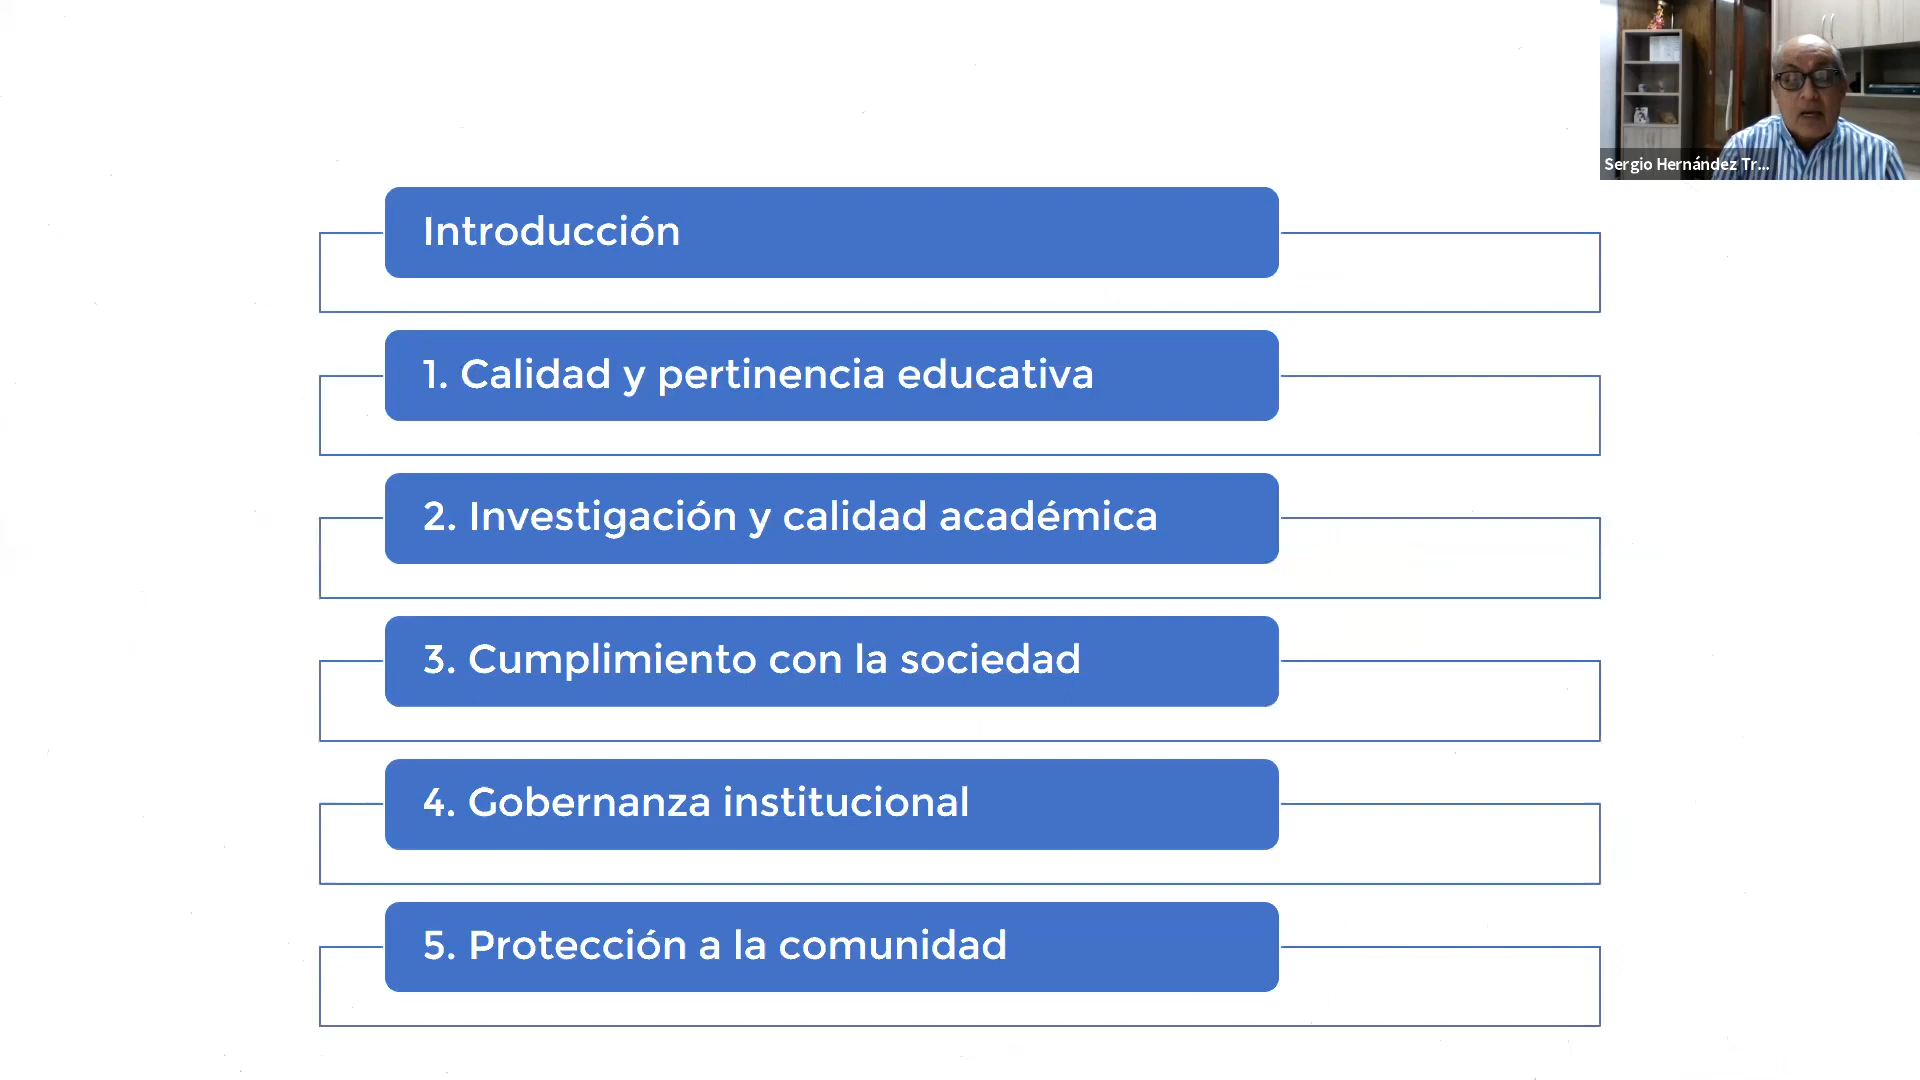 Sergio Hernández Tr...
Introducción
1. Calidad y pertinencia educativa
2. Investigación y calidad académica
3. Cumplimiento con la sociedad
4. Gobernanza institucional
5. Protección a la comunidad